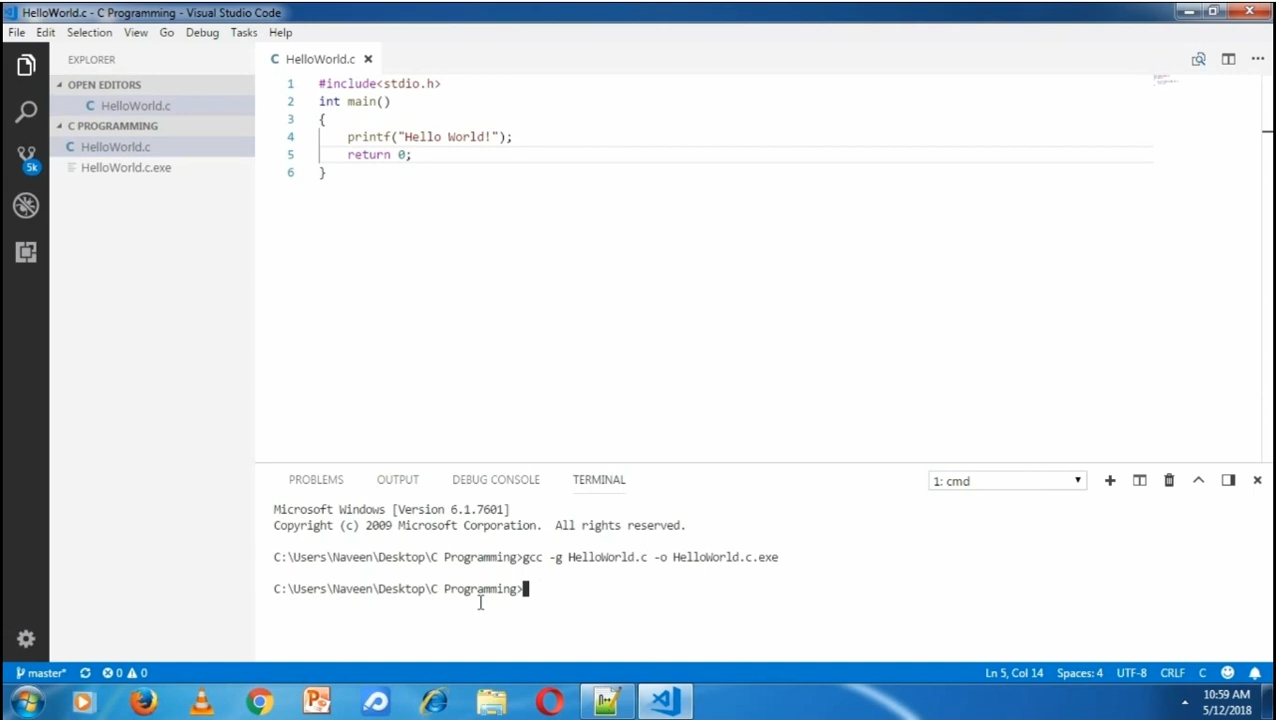 HelloWorld.c - C Programming - Visual Studio Code
File Edit Selection View Go Debug Tasks Help
EXPLORER
OPEN EDITORS
HelloWorld.c
C PROGRAMMING
HelloWorld.c
HelloWorld.c.exe
5k
C HelloWorld.c
1 #include<stdio.h>
2 int main()
3 {
4 printf("Hello World!");
5 return 0;
6 }
PROBLEMS OUTPUT DEBUG CONSOLE TERMINAL
1: cmd
Microsoft Windows [Version 6.1.7601]
Copyright (c) 2009 Microsoft Corporation. All rights reserved.
C:\Users\Naveen\Desktop\C Programming>gcc -g HelloWorld.c -o HelloWorld.c.exe
C:\Users\Naveen\Desktop\C Programming>
master* 0 0 Ln 5, Col 14 Spaces: 4 UTF-8 CRLF C
10:59 AM
5/12/2018